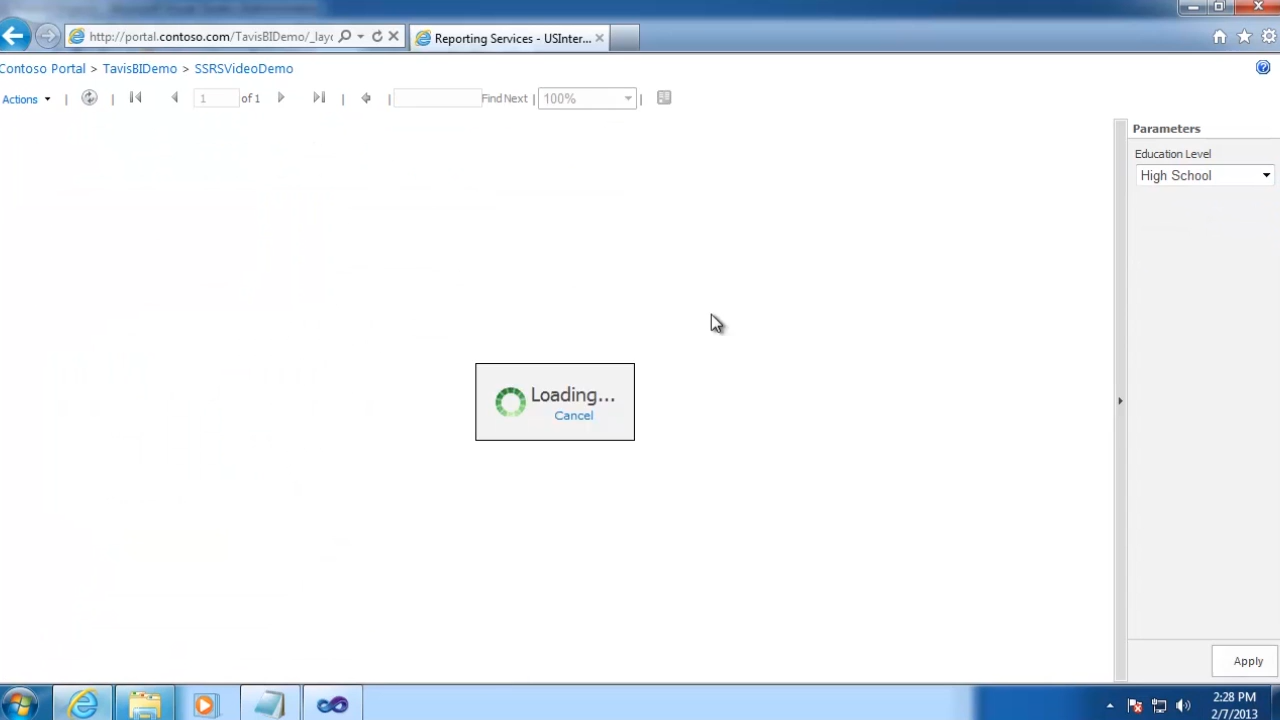 http://portal.contoso.com/TavisBIDemo/_layo
Reporting Services - USInter...
Contoso Portal > TavisBIDemo > SSRSVideoDemo
Actions | | 1 of 1 | | Find Next | 100% |
Parameters
Education Level
High School
Loading...
Cancel
Apply
2:28 PM
2/7/2013